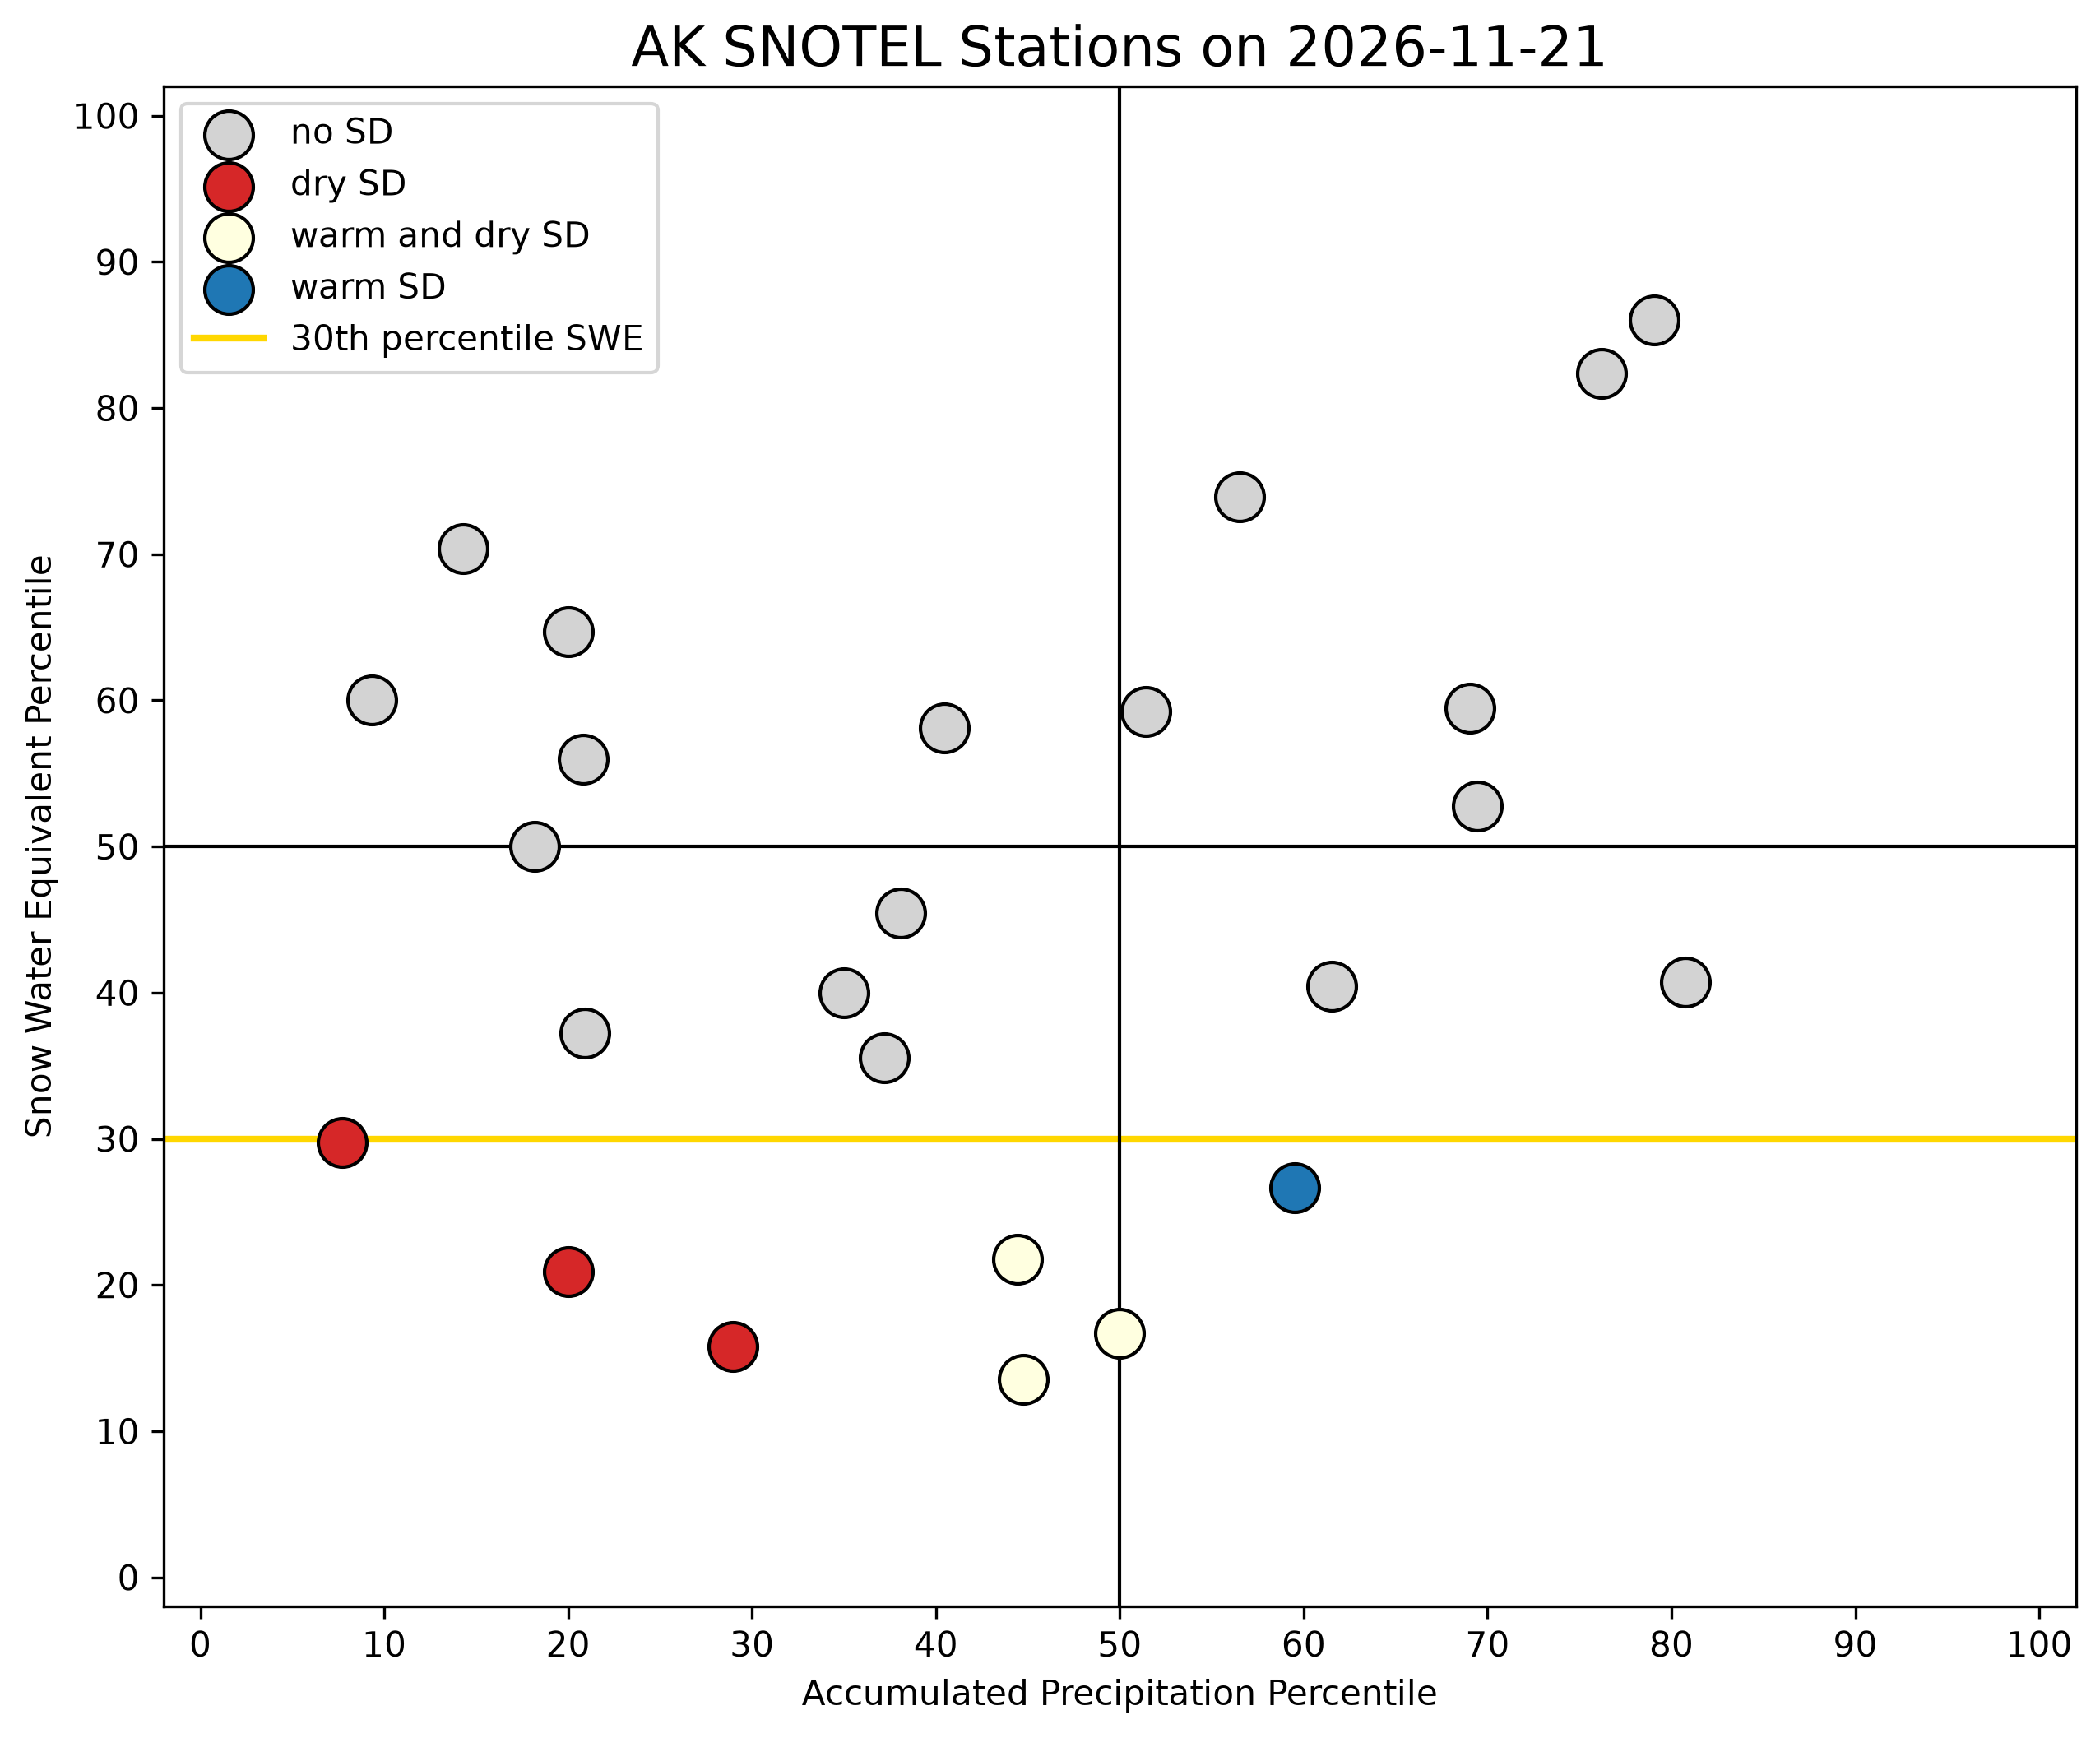 AK SNOTEL Stations on 2026-11-21
no SD
dry SD
warm and dry SD
warm SD
30th percentile SWE
100
90
80
70
60
50
40
30
20
10
0
Snow Water Equivalent Percentile
0 10 20 30 40 50 60 70 80 90 100
Accumulated Precipitation Percentile